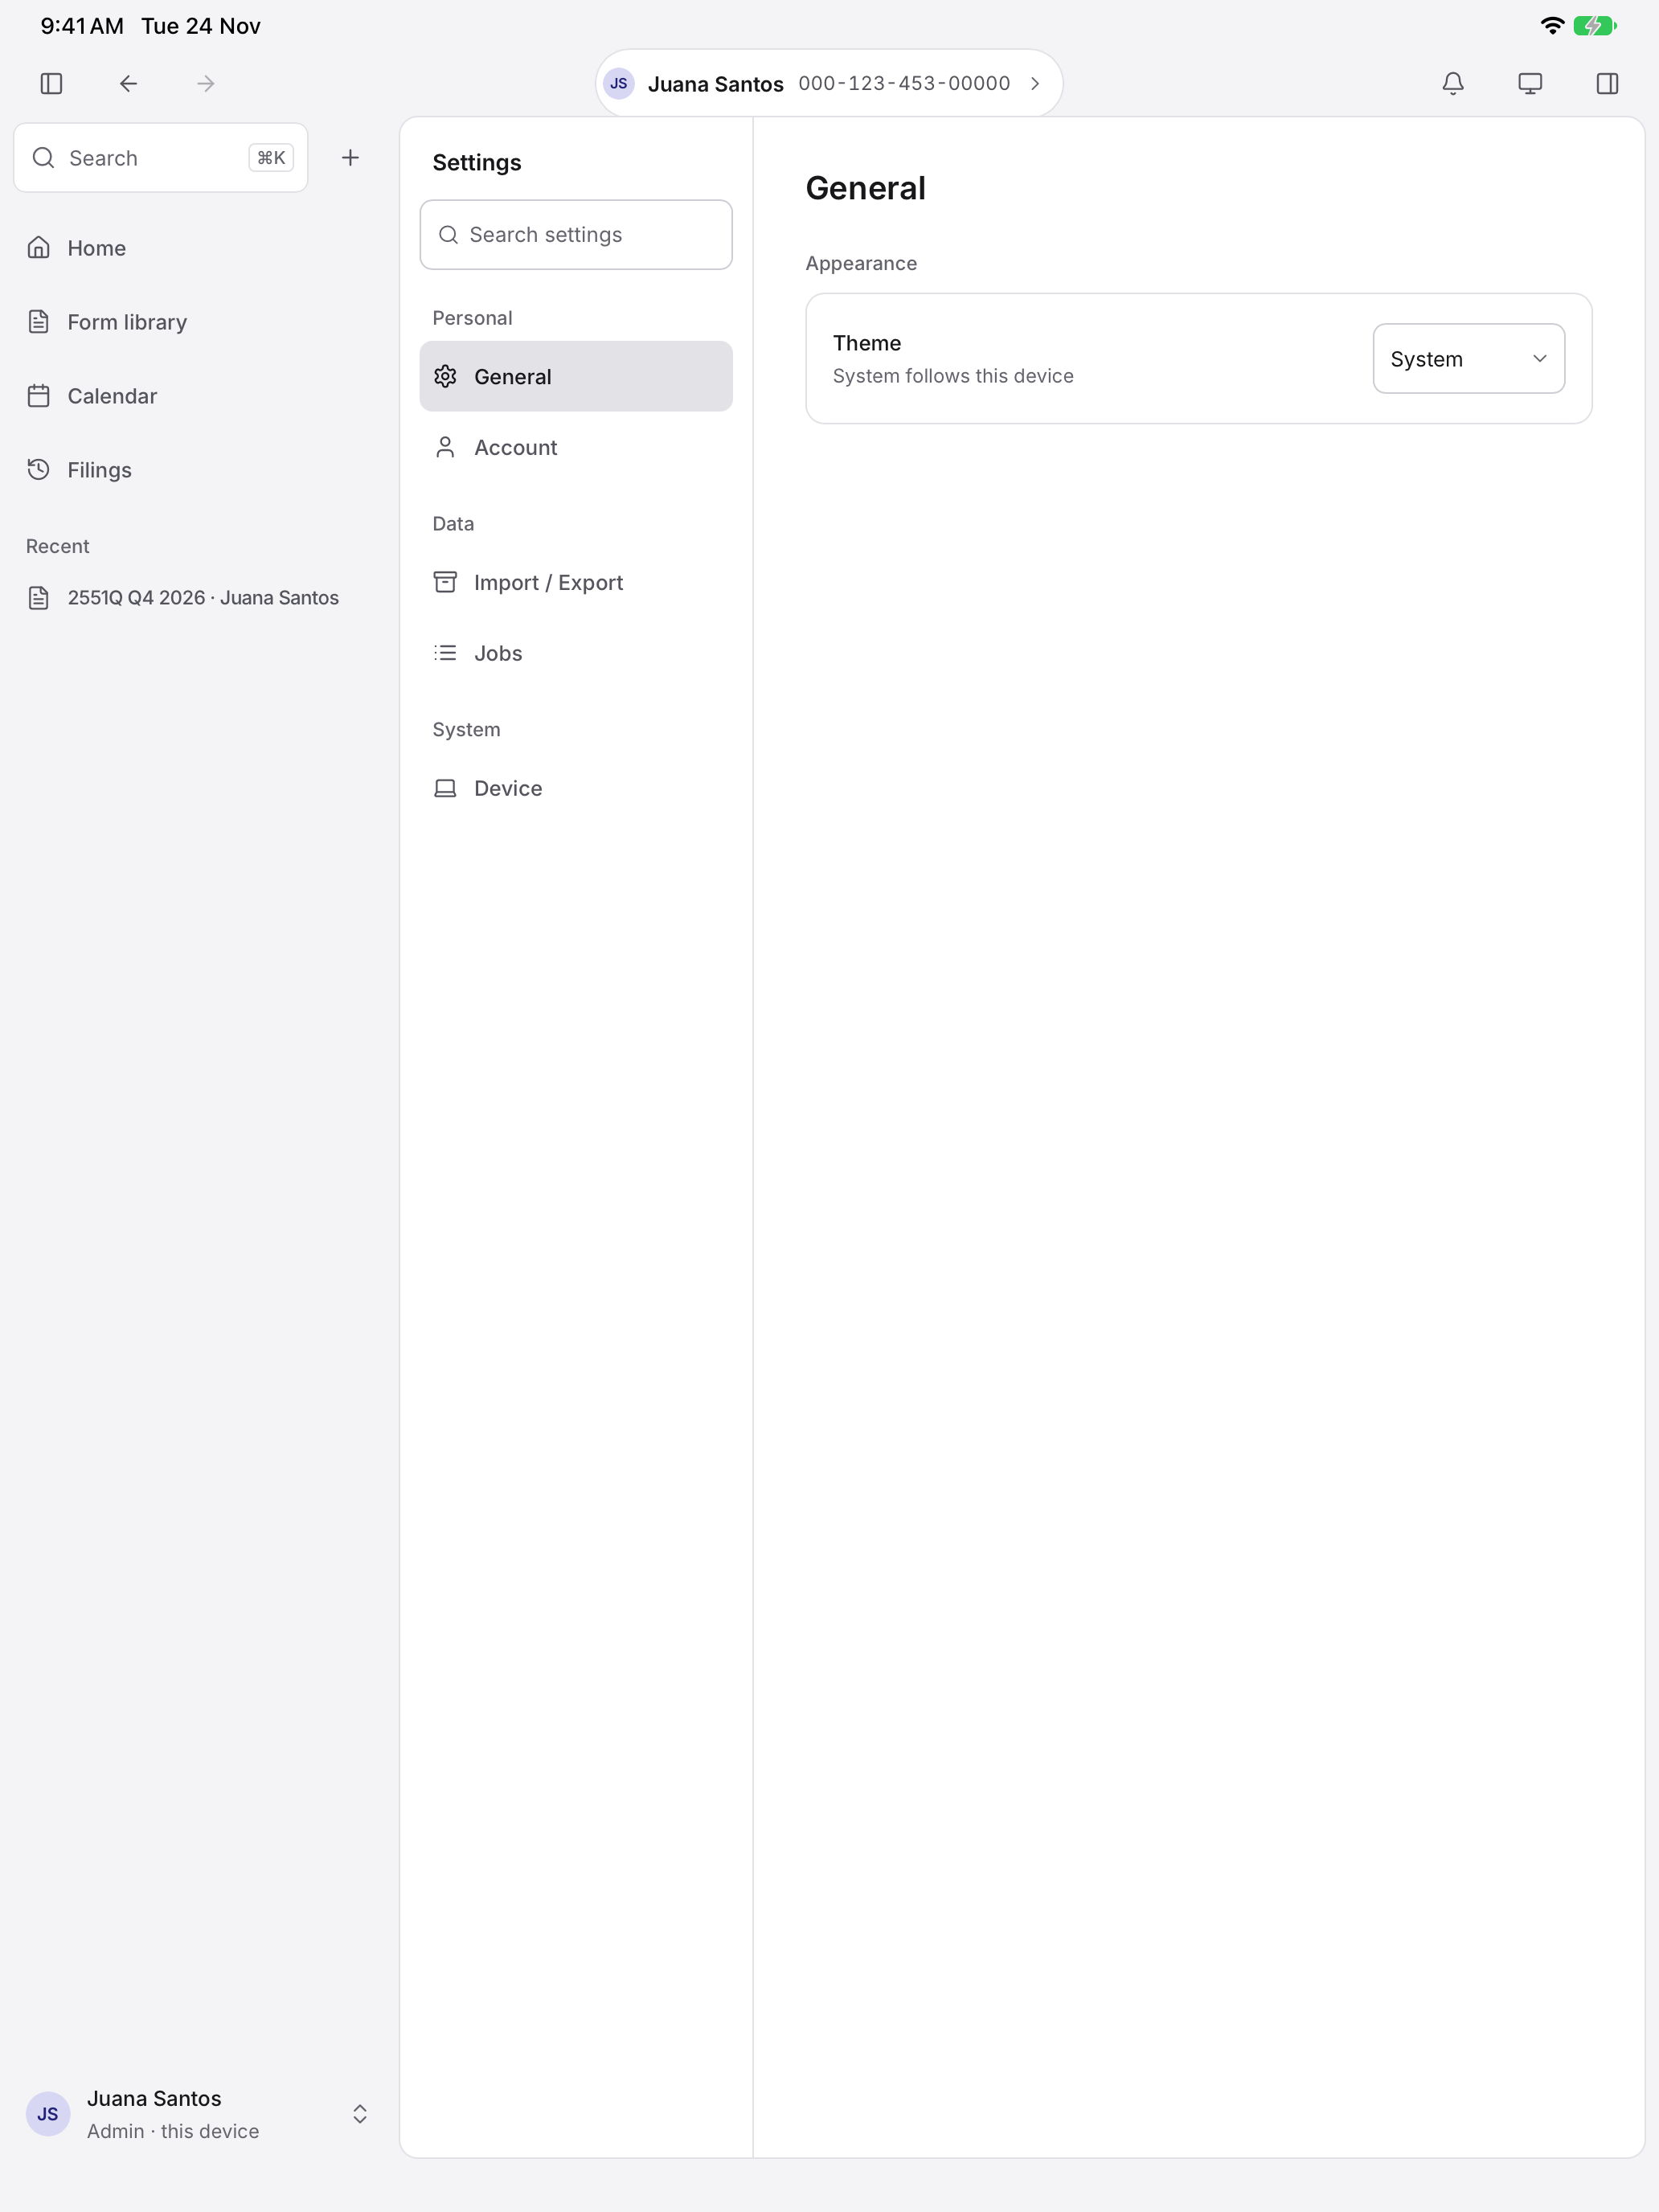 9:41 AM Tue 24 Nov
JS Juana Santos 000-123-453-00000
Search ⌘K
Home
Form library
Calendar
Filings
Recent
2551Q Q4 2026 · Juana Santos
JS Juana Santos
Admin · this device
Settings
Search settings
Personal
General
Account
Data
Import / Export
Jobs
System
Device
General
Appearance
Theme
System follows this device
System